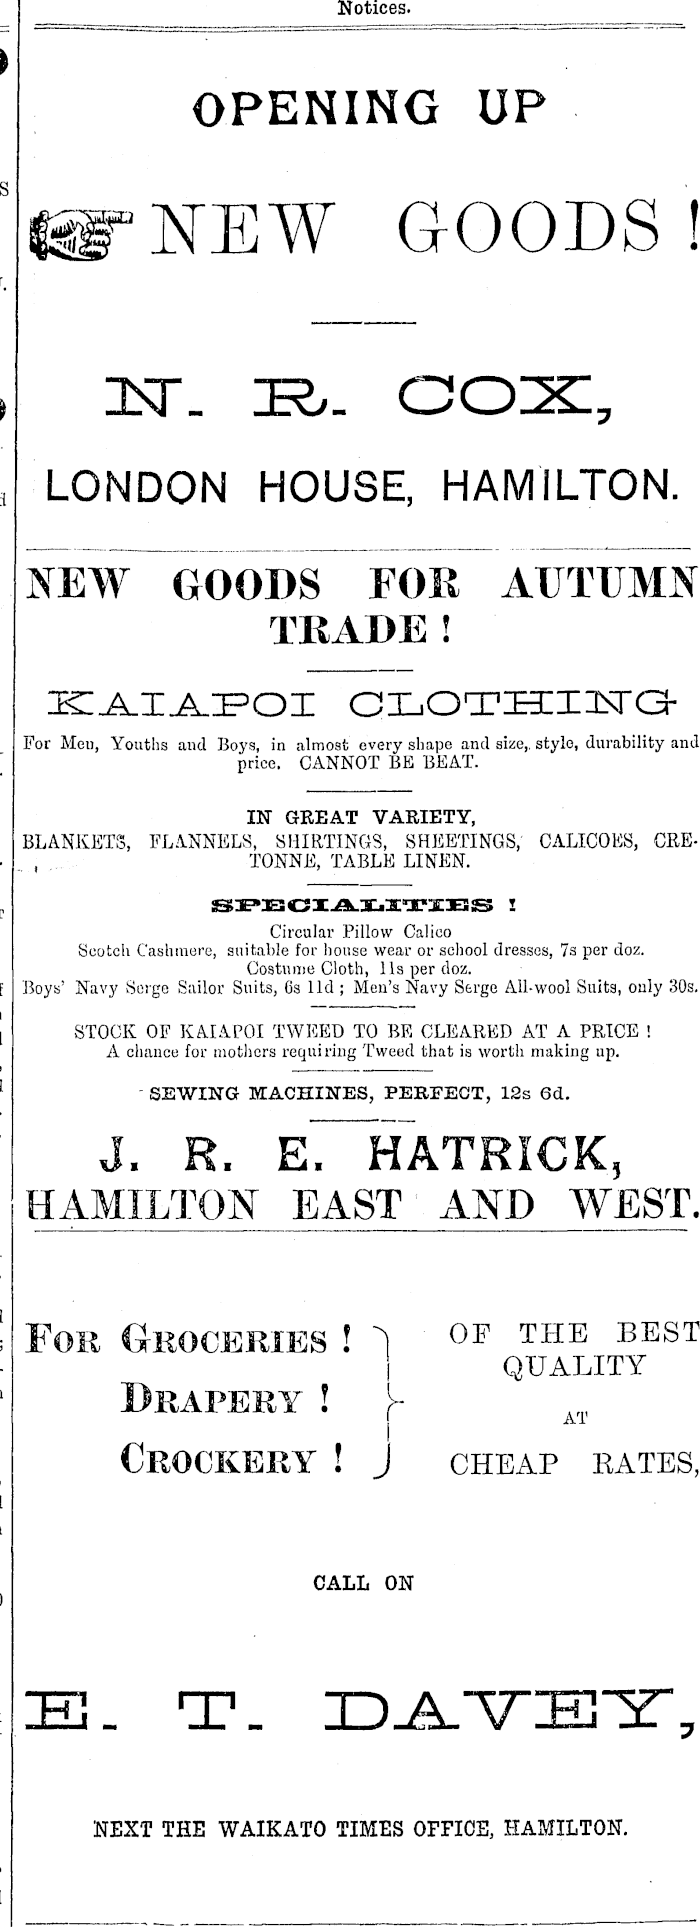 Notices.
OPENING UP
NEW GOODS !
N. R. COX,
LONDON HOUSE, HAMILTON.
NEW GOODS FOR AUTUMN
TRADE !
KAIAPOI CLOTHING
For Men, Youths and Boys, in almost every shape and size, style, durability and
price. CANNOT BE BEAT.
IN GREAT VARIETY,
BLANKETS, FLANNELS, SHIRTINGS, SHEETINGS, CALICOES, CRE-
TONNE, TABLE LINEN.
SPECIALITIES !
Circular Pillow Calico
Scotch Cashmere, suitable for house wear or school dresses, 7s per doz.
Costume Cloth, 11s per doz.
Boys' Navy Serge Sailor Suits, 6s 11d ; Men's Navy Serge All-wool Suits, only 30s.
STOCK OF KAIAPOI TWEED TO BE CLEARED AT A PRICE !
A chance for mothers requiring Tweed that is worth making up.
SEWING MACHINES, PERFECT, 12s 6d.
J. R. E. HATRICK,
HAMILTON EAST AND WEST.
FOR GROCERIES !
DRAPERY !
CROCKERY !
OF THE BEST
QUALITY
AT
CHEAP RATES,
CALL ON
E. T. DAVEY,
NEXT THE WAIKATO TIMES OFFICE, HAMILTON.